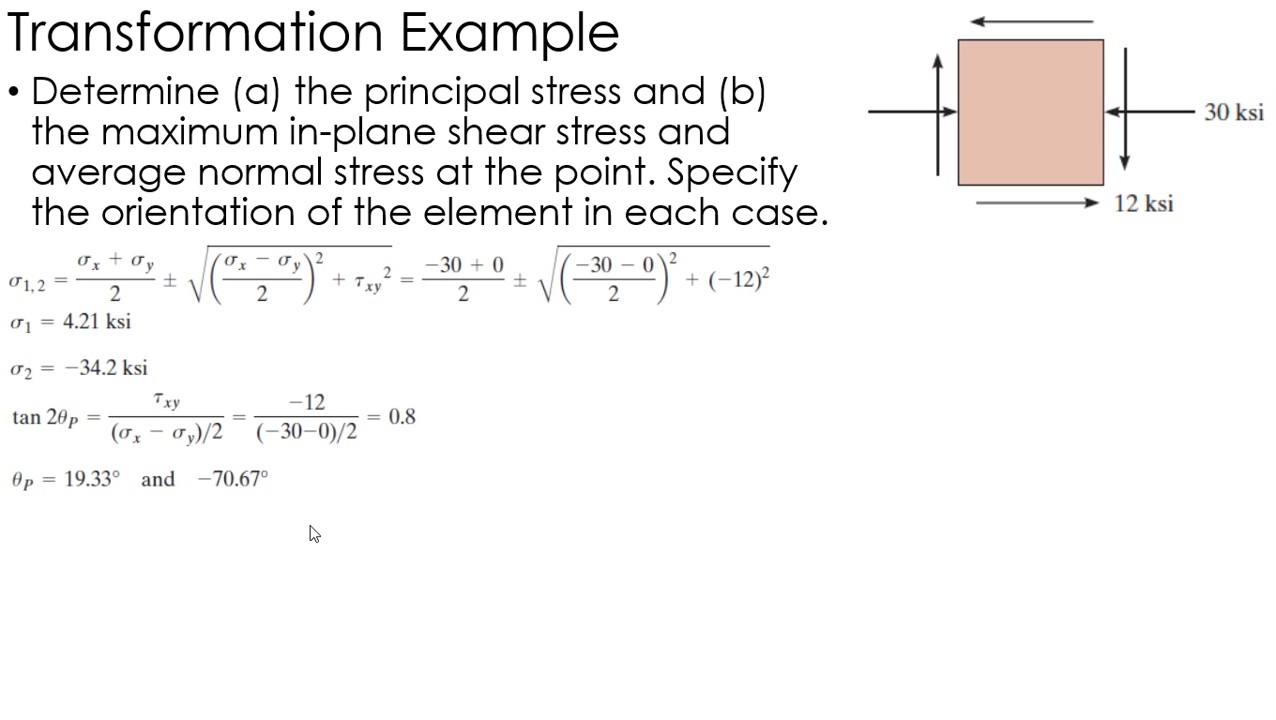 Transformation Example
• Determine (a) the principal stress and (b)
the maximum in-plane shear stress and
average normal stress at the point. Specify
the orientation of the element in each case.
30 ksi
12 ksi
σ1, 2 = (σx + σy)/2 ± √(((σx − σy)/2)² + τxy²) = (−30 + 0)/2 ± √(((−30 − 0)/2)² + (−12)²)
σ1 = 4.21 ksi
σ2 = −34.2 ksi
tan 2θP = τxy/((σx − σy)/2) = −12/((−30−0)/2) = 0.8
θP = 19.33° and −70.67°